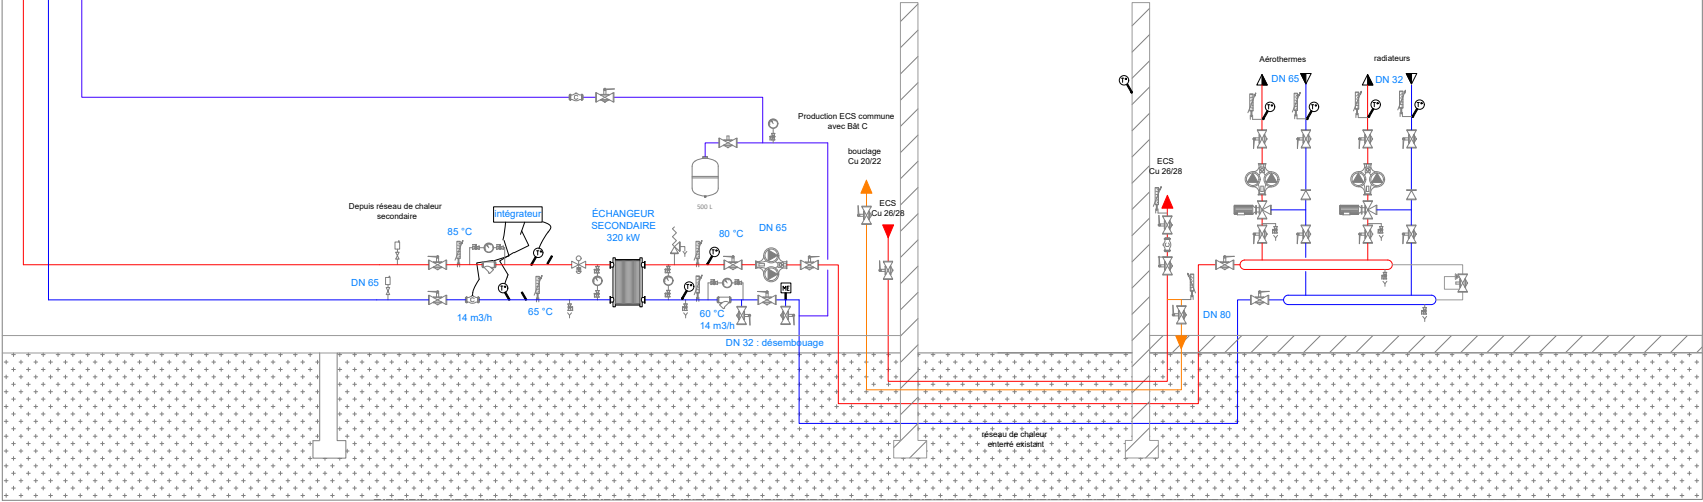 Aérothermes
radiateurs
DN 65
DN 32
T°
T°
T°
T°
T°
Production ECS commune
avec Bât C
bouclage
Cu 20/22
ECS
Cu 26/28
ECS
Cu 26/28
500 L
Depuis réseau de chaleur
secondaire
intégrateur
ÉCHANGEUR
SECONDAIRE
320 kW
85 °C
80 °C
DN 65
T°
T°
DN 65
T°
T°
ME
C
C
14 m3/h
65 °C
60 °C
14 m3/h
DN 80
DN 32 : désembouage
réseau de chaleur
enterré existant